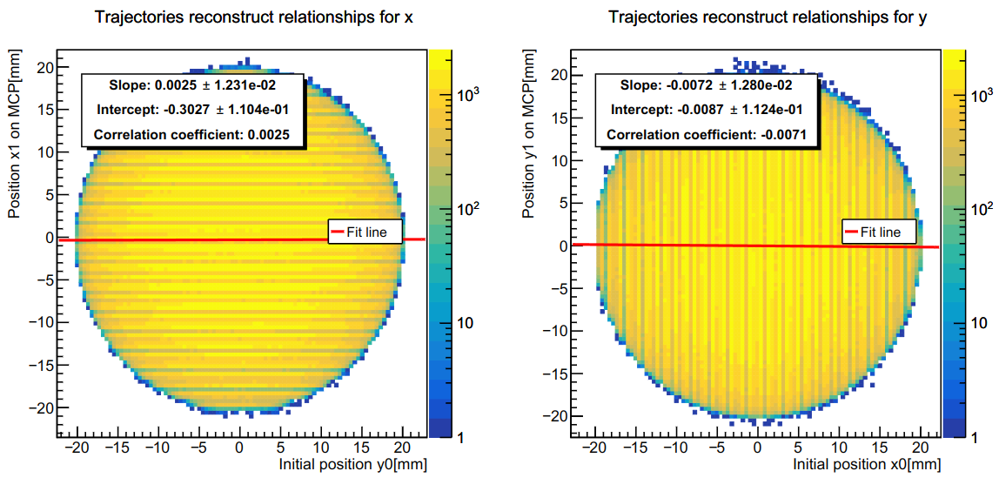 Trajectories reconstruct relationships for x
Position x1 on MCP[mm]
20
15
10
5
0
−5
−10
−15
−20
Slope: 0.0025 ± 1.231e-02
Intercept: -0.3027 ± 1.104e-01
Correlation coefficient: 0.0025
Fit line
−20 −15 −10 −5 0 5 10 15 20
Initial position y0[mm]
10³
10²
10
1
Trajectories reconstruct relationships for y
Position y1 on MCP[mm]
20
15
10
5
0
−5
−10
−15
−20
Slope: -0.0072 ± 1.280e-02
Intercept: -0.0087 ± 1.124e-01
Correlation coefficient: -0.0071
Fit line
−20 −15 −10 −5 0 5 10 15 20
Initial position x0[mm]
10³
10²
10
1